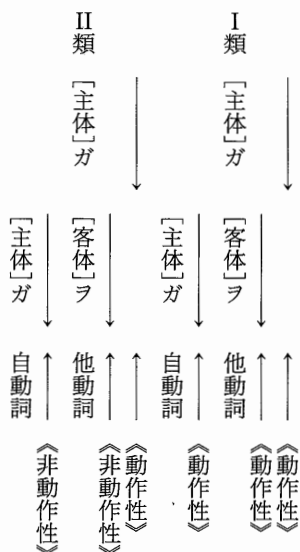 《動作性》
《動作性》
Ⅰ類 [主体]ガ [客体]ヲ 他動詞
《動作性》
[主体]ガ 自動詞
《動作性》
《非動作性》
Ⅱ類 [主体]ガ [客体]ヲ 他動詞
《非動作性》
[主体]ガ 自動詞